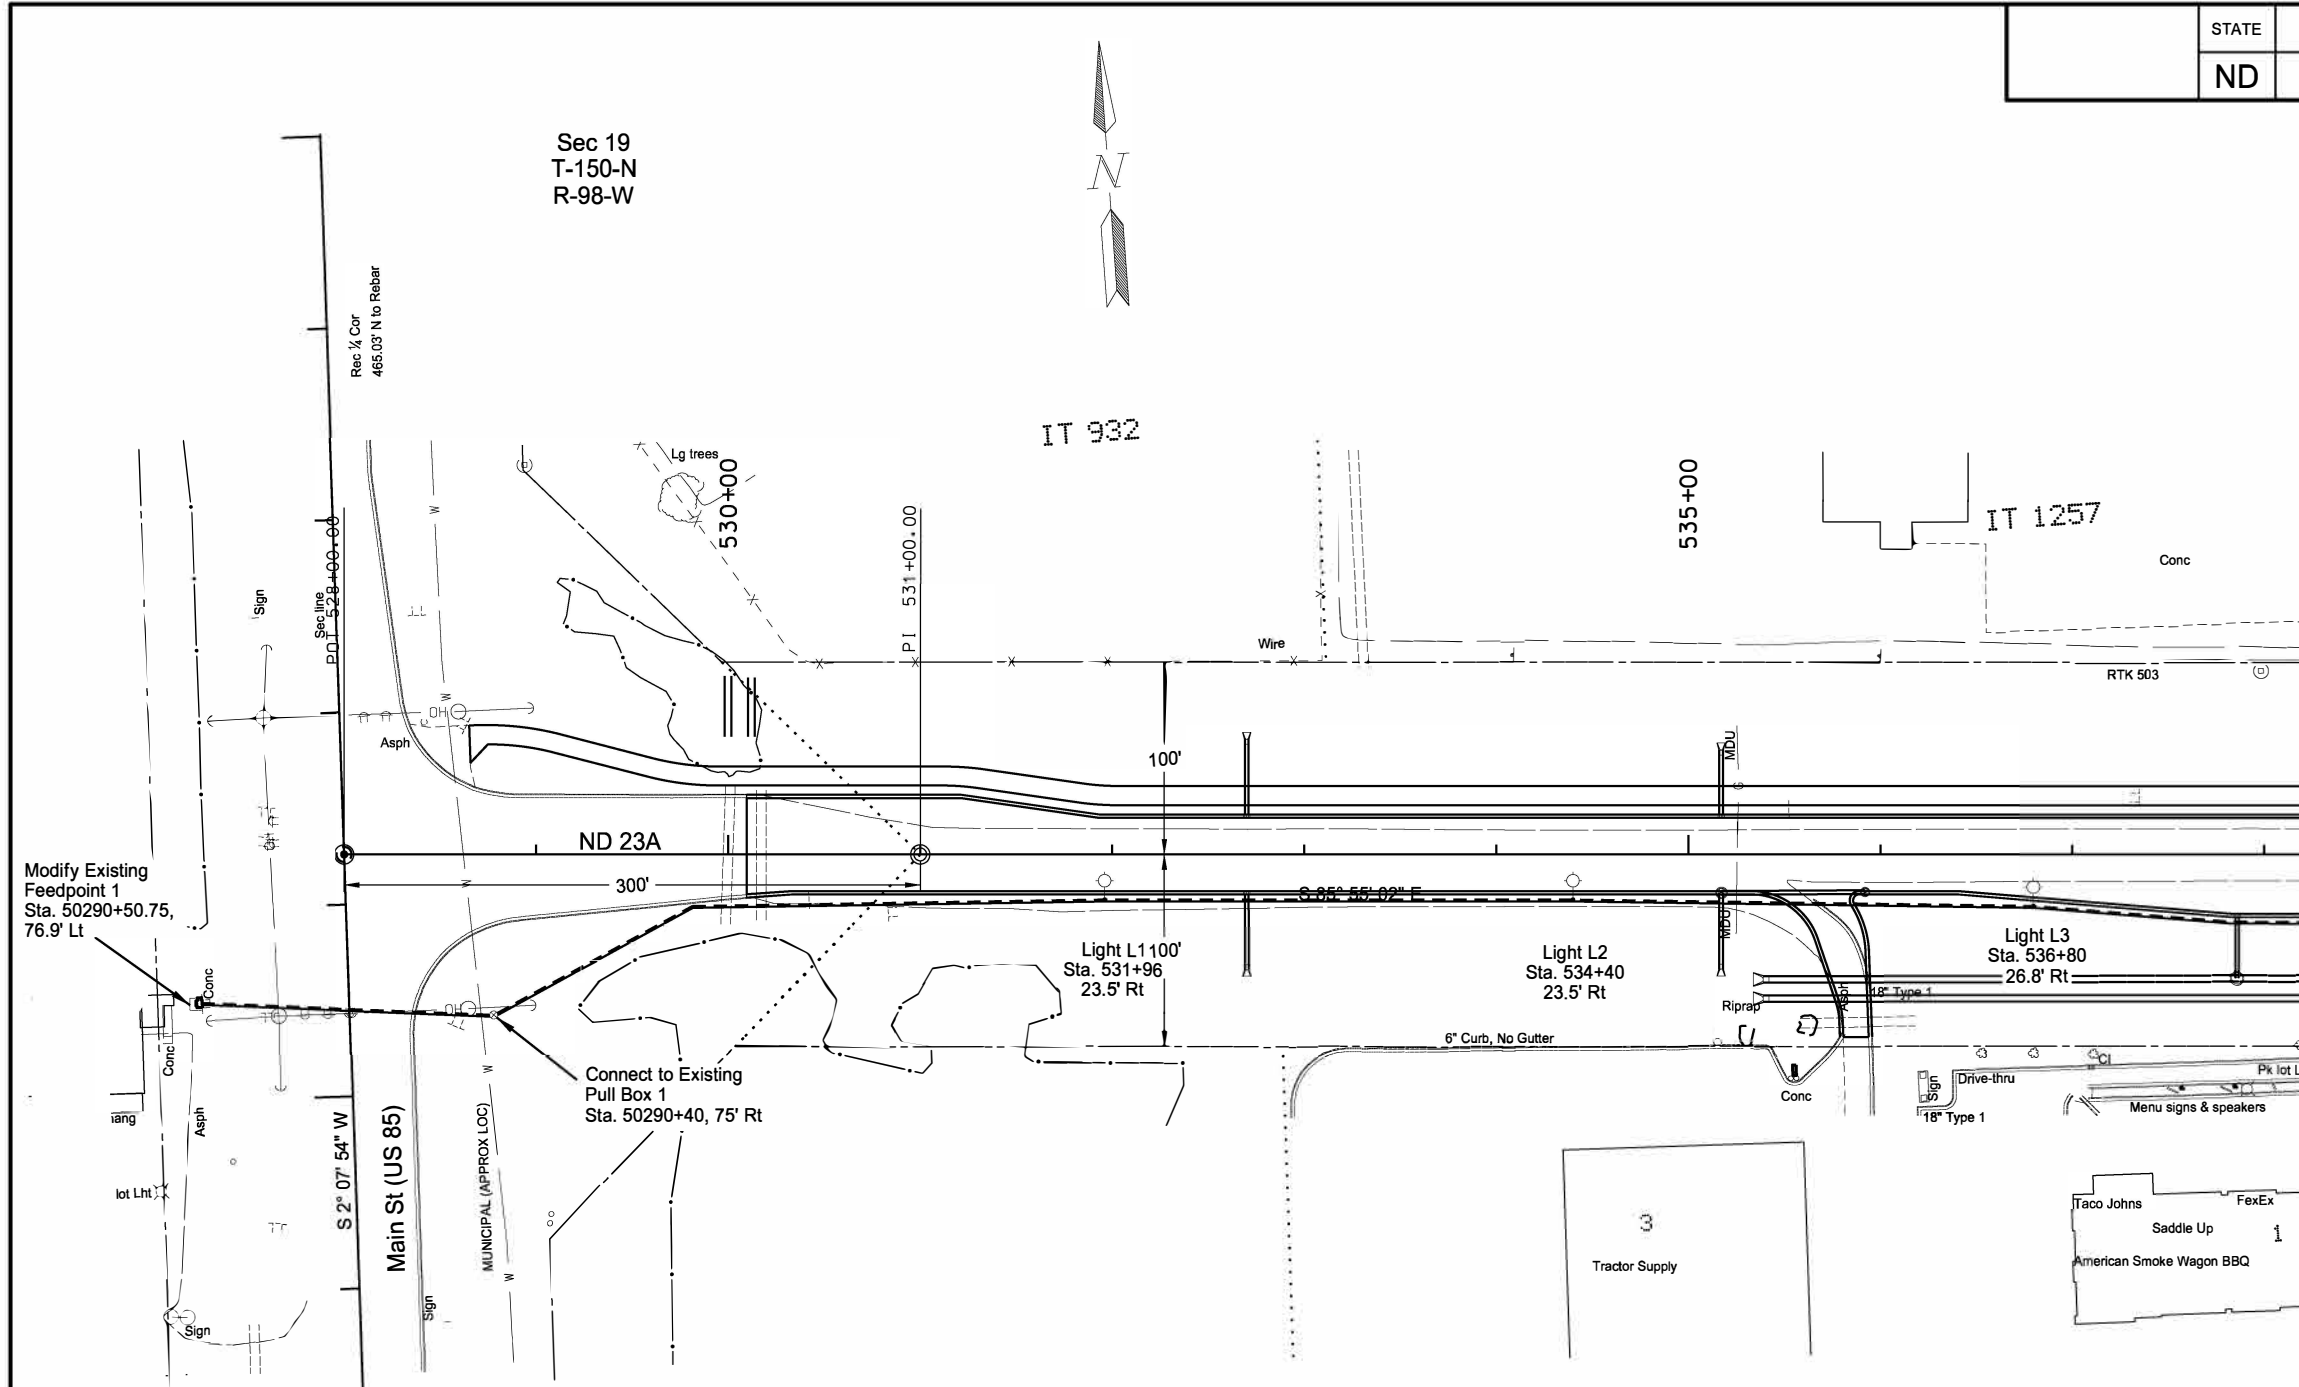 STATE
ND
Sec 19
T-150-N
R-98-W
N
Rec ¼ Cor
465.03' N to Rebar
IT 932
Lg trees
530+00
535+00
IT 1257
Conc
Sign
Sec line
POT 528+00.00
PI 531+00.00
W
W
Wire
RTK 503
OH
Asph
MDU
G
100'
ND 23A
300'
S 85° 55' 02" E
W
MDU
Modify Existing
Feedpoint 1
Sta. 50290+50.75,
76.9' Lt
Conc
OH
Light L1
100'
Sta. 531+96
23.5' Rt
Light L2
Sta. 534+40
23.5' Rt
Light L3
Sta. 536+80
26.8' Rt
Riprap
Asph
18" Type 1
6" Curb, No Gutter
Conc
Connect to Existing
Pull Box 1
Sta. 50290+40, 75' Rt
W
Asph
S 2° 07' 54" W
Main St (US 85)
MUNICIPAL (APPROX LOC)
W
Conc
Sign
Drive-thru
CI
Pk lot L
18" Type 1
Menu signs & speakers
lot Lht
Sign
Sign
3
Tractor Supply
Taco Johns
FexEx
Saddle Up
1
American Smoke Wagon BBQ